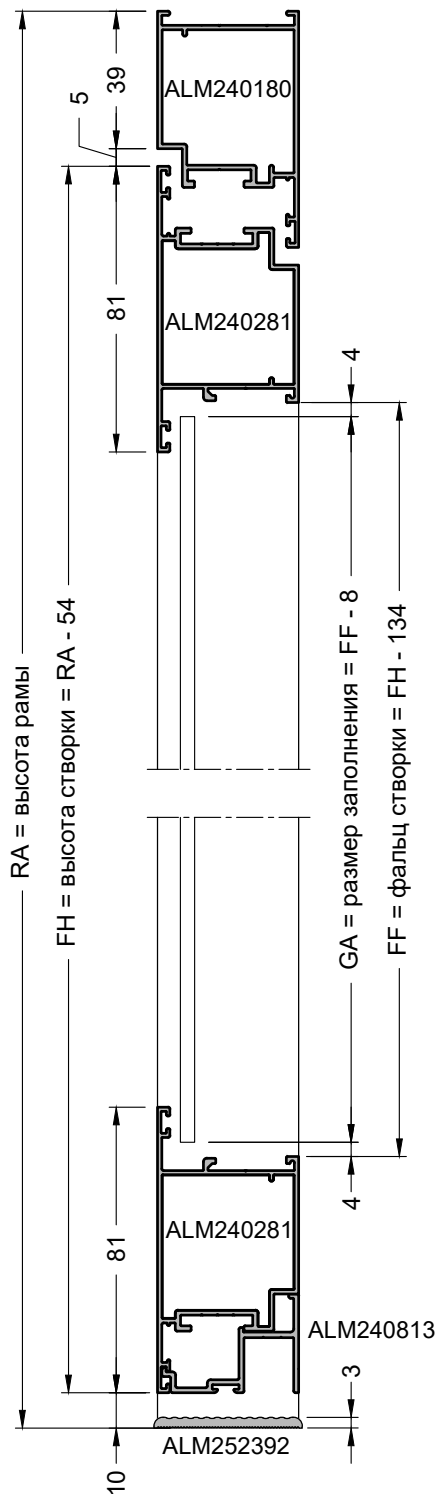 39
5
ALM240180
81
ALM240281
4
RA = высота рамы
FH = высота створки = RA - 54
GA = размер заполнения = FF - 8
FF = фальц створки = FH - 134
81
ALM240281
4
ALM240813
3
ALM252392
10